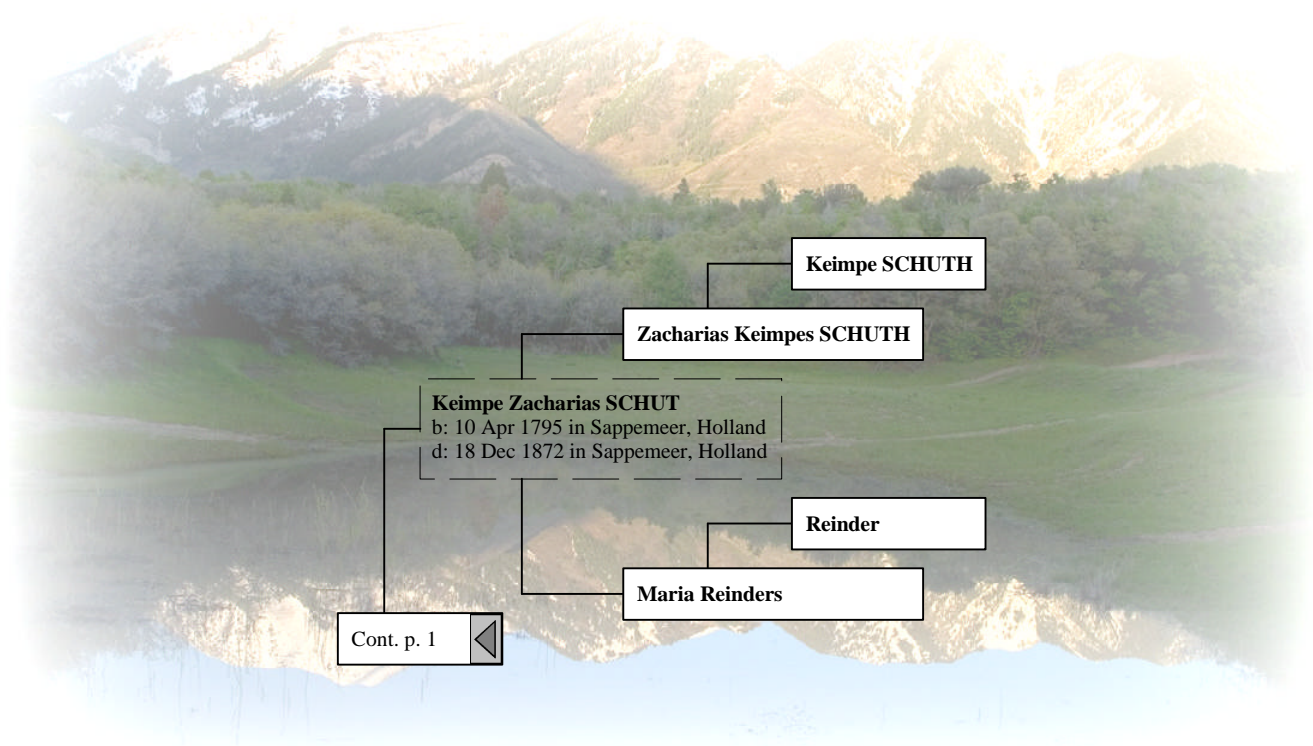 Keimpe SCHUTH
Zacharias Keimpes SCHUTH
Keimpe Zacharias SCHUT
b: 10 Apr 1795 in Sappemeer, Holland
d: 18 Dec 1872 in Sappemeer, Holland
Reinder
Maria Reinders
Cont. p. 1